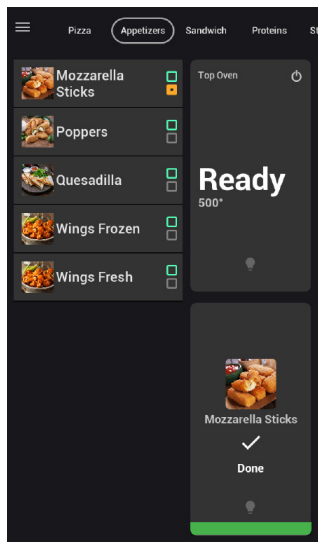 Pizza
Appetizers
Sandwich
Proteins
St
Mozzarella
Sticks
Poppers
Quesadilla
Wings Frozen
Wings Fresh
Top Oven
Ready
500°
Mozzarella Sticks
Done